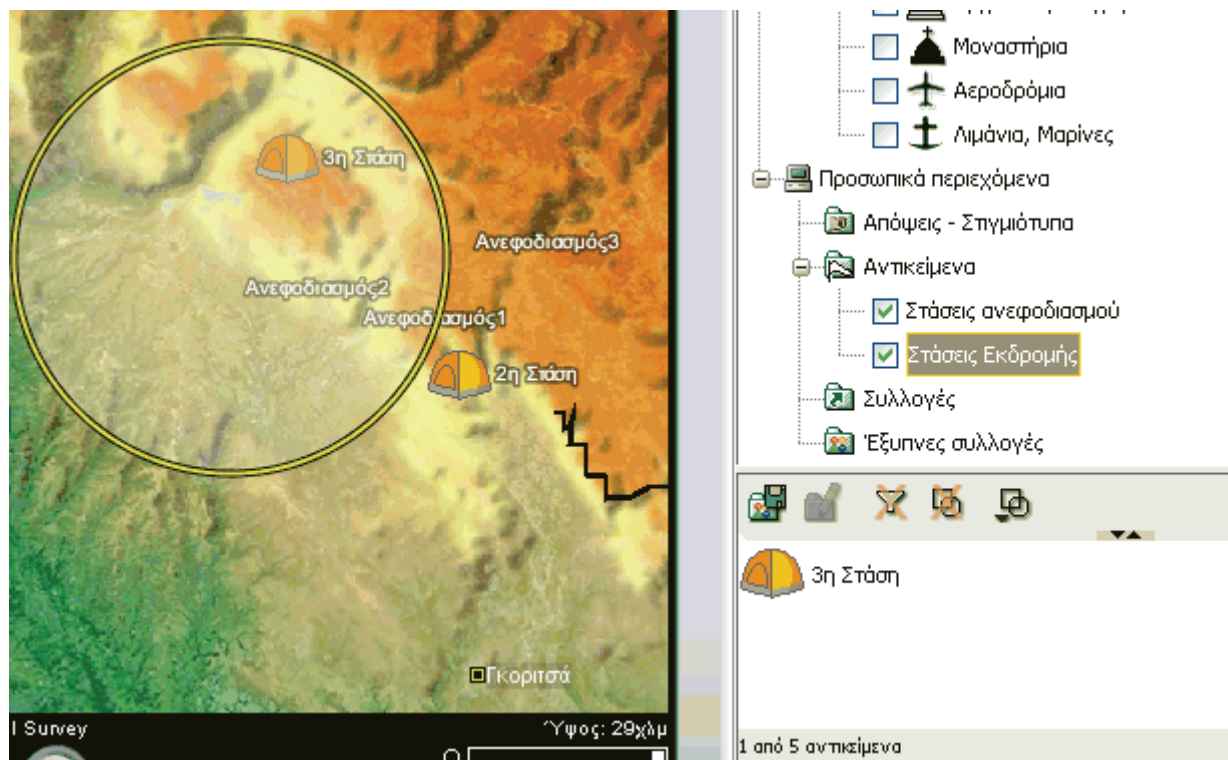 3η Στάση
Ανεφοδιασμός3
Ανεφοδιασμός2
Ανεφοδιασμός1
2η Στάση
Γκοριτσά
l Survey
Ύψος: 29χλμ
Μοναστήρια
Αεροδρόμια
Λιμάνια, Μαρίνες
Προσωπικά περιεχόμενα
Απόψεις - Στιγμιότυπα
Αντικείμενα
Στάσεις ανεφοδιασμού
Στάσεις Εκδρομής
Συλλογές
Έξυπνες συλλογές
3η Στάση
1 από 5 αντικείμενα